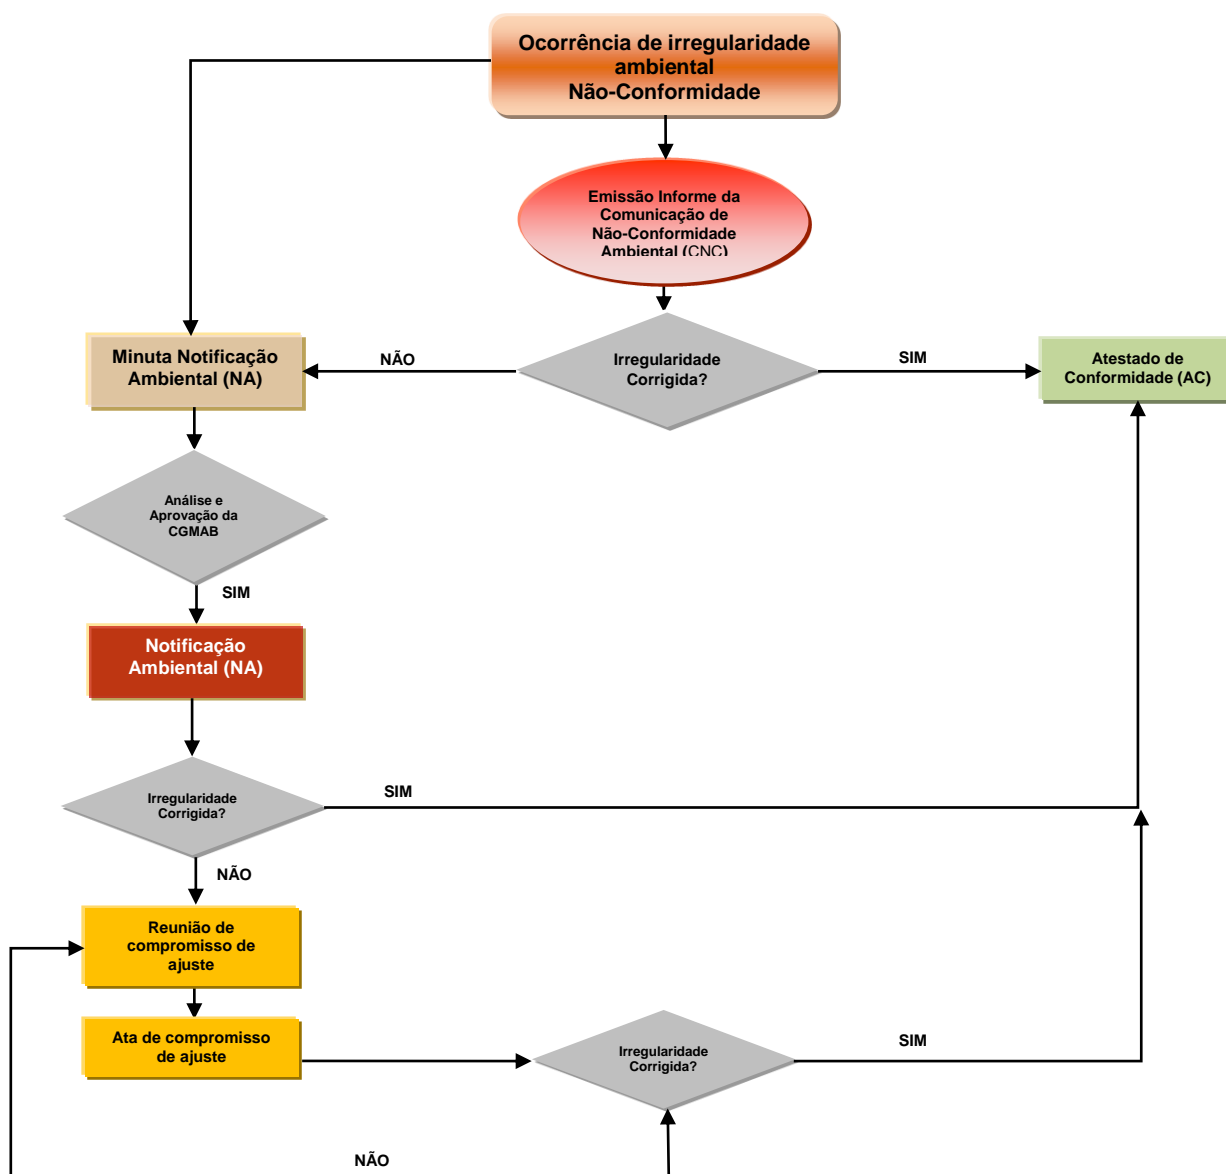 Ocorrência de irregularidade
ambiental
Não-Conformidade
Emissão Informe da
Comunicação de
Não-Conformidade
Ambiental (CNC)
Minuta Notificação
Ambiental (NA)
NÃO
Irregularidade
Corrigida?
SIM
Atestado de
Conformidade (AC)
Análise e
Aprovação da
CGMAB
SIM
Notificação
Ambiental (NA)
Irregularidade
Corrigida?
SIM
NÃO
Reunião de
compromisso de
ajuste
Ata de compromisso
de ajuste
Irregularidade
Corrigida?
SIM
NÃO